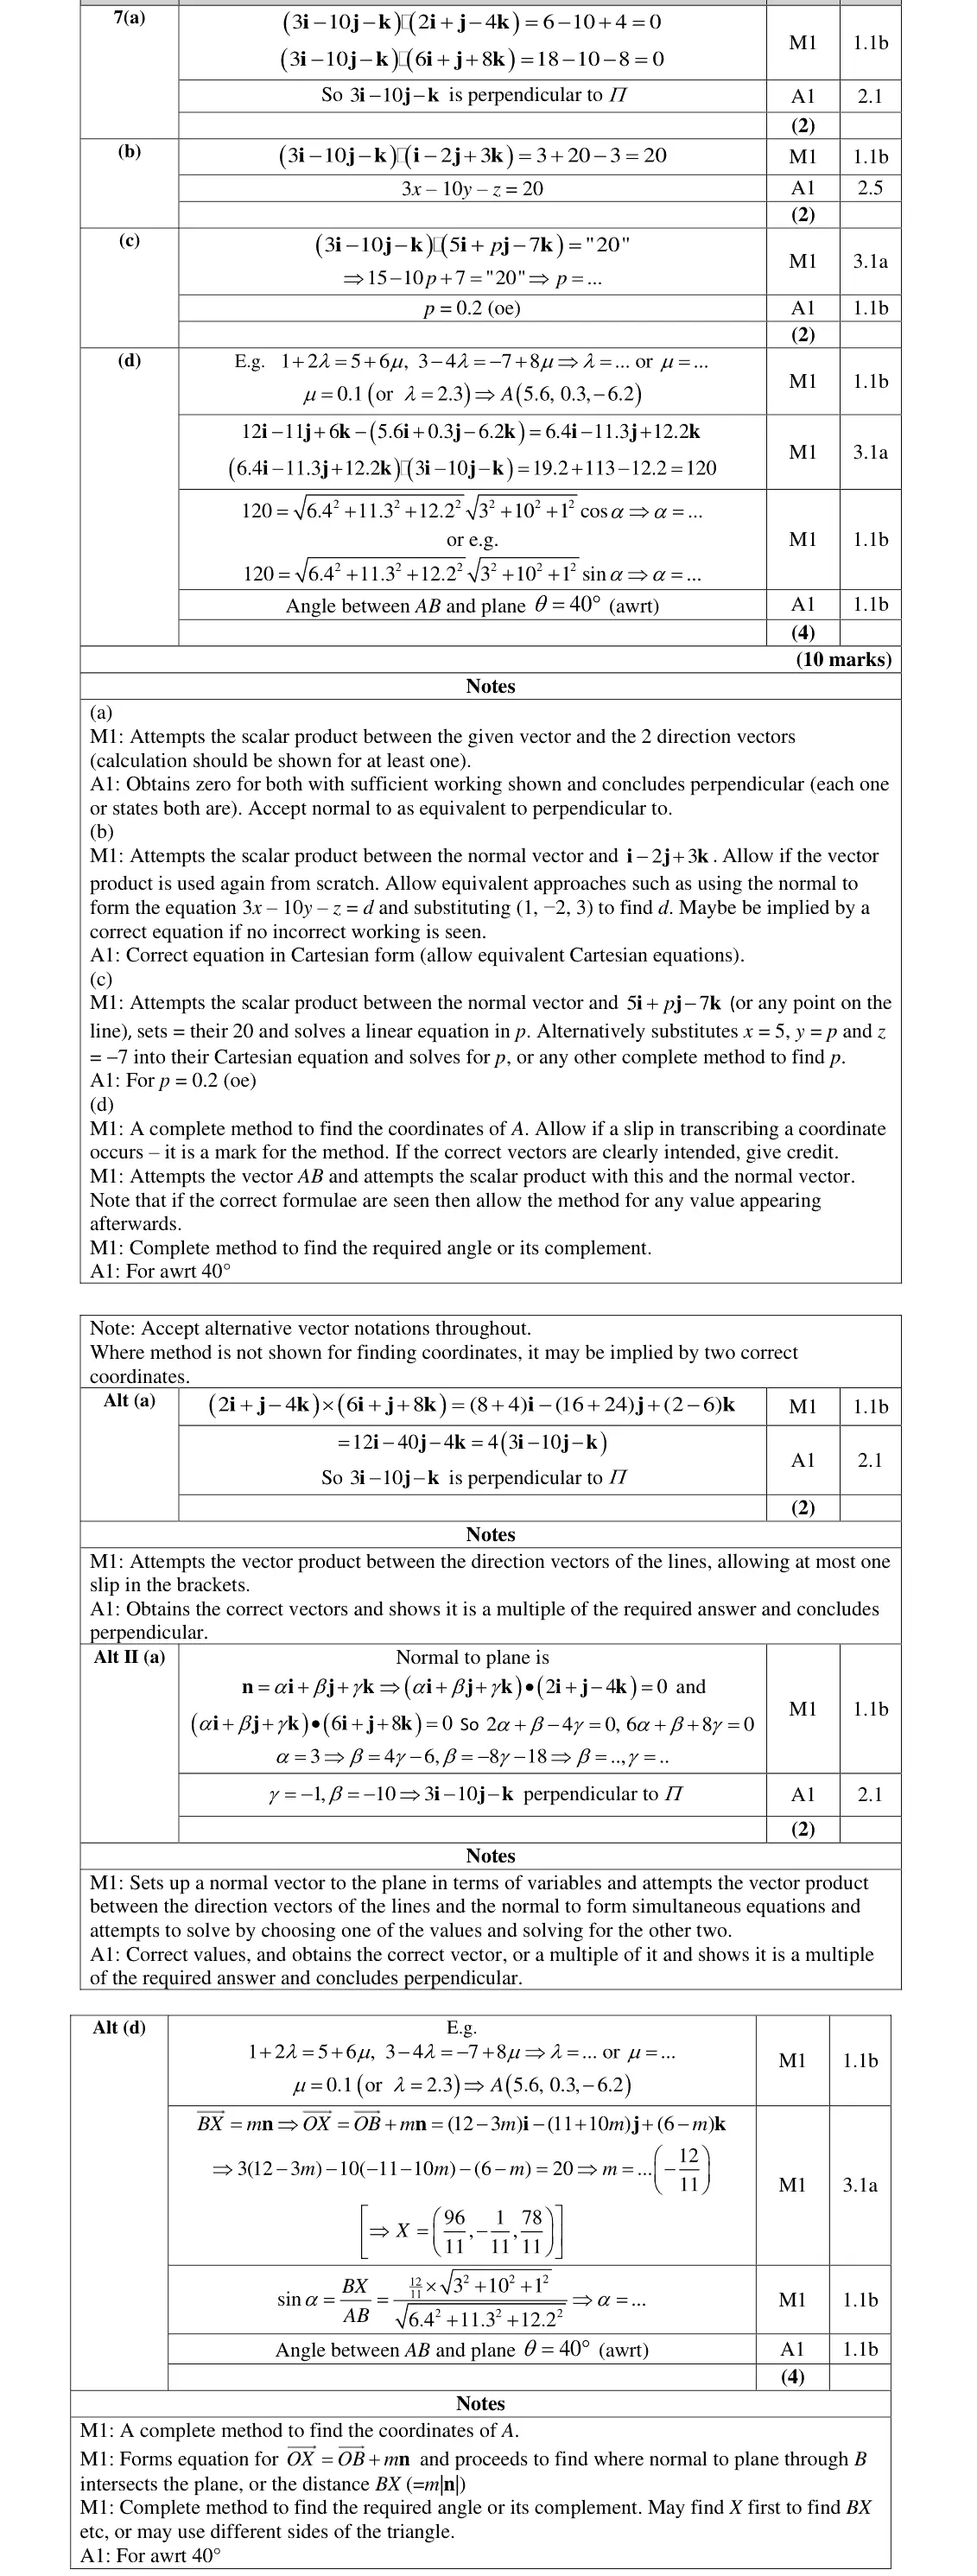 7(a)
(3i − 10j − k)·(2i + j − 4k) = 6 − 10 + 4 = 0
(3i − 10j − k)·(6i + j + 8k) = 18 − 10 − 8 = 0
M1 1.1b
So 3i − 10j − k is perpendicular to Π A1 2.1
(2)
(b) (3i − 10j − k)·(i − 2j + 3k) = 3 + 20 − 3 = 20 M1 1.1b
3x – 10y – z = 20 A1 2.5
(2)
(c) (3i − 10j − k)·(5i + pj − 7k) = "20"
⇒ 15 − 10p + 7 = "20" ⇒ p = ...
M1 3.1a
p = 0.2 (oe) A1 1.1b
(2)
(d) E.g. 1 + 2λ = 5 + 6μ, 3 − 4λ = −7 + 8μ ⇒ λ = ... or μ = ...
μ = 0.1 (or λ = 2.3) ⇒ A(5.6, 0.3, −6.2)
M1 1.1b
12i − 11j + 6k − (5.6i + 0.3j − 6.2k) = 6.4i − 11.3j + 12.2k
(6.4i − 11.3j + 12.2k)·(3i − 10j − k) = 19.2 + 113 − 12.2 = 120
M1 3.1a
120 = √(6.4² + 11.3² + 12.2²) √(3² + 10² + 1²) cos α ⇒ α = ...
or e.g.
120 = √(6.4² + 11.3² + 12.2²) √(3² + 10² + 1²) sin α ⇒ α = ...
M1 1.1b
Angle between AB and plane θ = 40° (awrt) A1 1.1b
(4)
(10 marks)
Notes
(a)
M1: Attempts the scalar product between the given vector and the 2 direction vectors
(calculation should be shown for at least one).
A1: Obtains zero for both with sufficient working shown and concludes perpendicular (each one
or states both are). Accept normal to as equivalent to perpendicular to.
(b)
M1: Attempts the scalar product between the normal vector and i − 2j + 3k . Allow if the vector
product is used again from scratch. Allow equivalent approaches such as using the normal to
form the equation 3x – 10y – z = d and substituting (1, −2, 3) to find d. Maybe be implied by a
correct equation if no incorrect working is seen.
A1: Correct equation in Cartesian form (allow equivalent Cartesian equations).
(c)
M1: Attempts the scalar product between the normal vector and 5i + pj − 7k (or any point on the
line), sets = their 20 and solves a linear equation in p. Alternatively substitutes x = 5, y = p and z
= −7 into their Cartesian equation and solves for p, or any other complete method to find p.
A1: For p = 0.2 (oe)
(d)
M1: A complete method to find the coordinates of A. Allow if a slip in transcribing a coordinate
occurs – it is a mark for the method. If the correct vectors are clearly intended, give credit.
M1: Attempts the vector AB and attempts the scalar product with this and the normal vector.
Note that if the correct formulae are seen then allow the method for any value appearing
afterwards.
M1: Complete method to find the required angle or its complement.
A1: For awrt 40°
Note: Accept alternative vector notations throughout.
Where method is not shown for finding coordinates, it may be implied by two correct
coordinates.
Alt (a) (2i + j − 4k) × (6i + j + 8k) = (8 + 4)i − (16 + 24)j + (2 − 6)k M1 1.1b
= 12i − 40j − 4k = 4(3i − 10j − k)
So 3i − 10j − k is perpendicular to Π
A1 2.1
(2)
Notes
M1: Attempts the vector product between the direction vectors of the lines, allowing at most one
slip in the brackets.
A1: Obtains the correct vectors and shows it is a multiple of the required answer and concludes
perpendicular.
Alt II (a) Normal to plane is
n = αi + βj + γk ⇒ (αi + βj + γk)•(2i + j − 4k) = 0 and
(αi + βj + γk)•(6i + j + 8k) = 0 So 2α + β − 4γ = 0, 6α + β + 8γ = 0
α = 3 ⇒ β = 4γ − 6, β = −8γ − 18 ⇒ β = .., γ = ..
M1 1.1b
γ = −1, β = −10 ⇒ 3i − 10j − k perpendicular to Π A1 2.1
(2)
Notes
M1: Sets up a normal vector to the plane in terms of variables and attempts the vector product
between the direction vectors of the lines and the normal to form simultaneous equations and
attempts to solve by choosing one of the values and solving for the other two.
A1: Correct values, and obtains the correct vector, or a multiple of it and shows it is a multiple
of the required answer and concludes perpendicular.
Alt (d) E.g.
1 + 2λ = 5 + 6μ, 3 − 4λ = −7 + 8μ ⇒ λ = ... or μ = ...
μ = 0.1 (or λ = 2.3) ⇒ A(5.6, 0.3, −6.2)
M1 1.1b
BX = mn ⇒ OX = OB + mn = (12 − 3m)i − (11 + 10m)j + (6 − m)k
⇒ 3(12 − 3m) − 10(−11 − 10m) − (6 − m) = 20 ⇒ m = ...(−12/11)
[⇒ X = (96/11, −1/11, 78/11)]
M1 3.1a
sin α = BX/AB = (12/11 × √(3² + 10² + 1²))/√(6.4² + 11.3² + 12.2²) ⇒ α = ...
M1 1.1b
Angle between AB and plane θ = 40° (awrt) A1 1.1b
(4)
Notes
M1: A complete method to find the coordinates of A.
M1: Forms equation for OX = OB + mn and proceeds to find where normal to plane through B
intersects the plane, or the distance BX (=m|n|)
M1: Complete method to find the required angle or its complement. May find X first to find BX
etc, or may use different sides of the triangle.
A1: For awrt 40°